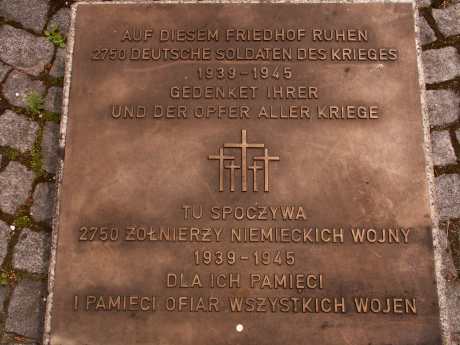 AUF DIESEM FRIEDHOF RUHEN
2750 DEUTSCHE SOLDATEN DES KRIEGES
1939-1945
GEDENKET IHRER
UND DER OPFER ALLER KRIEGE
TU SPOCZYWA
2750 ŻOŁNIERZY NIEMIECKICH WOJNY
1939-1945
DLA ICH PAMIĘCI
I PAMIĘCI OFIAR WSZYSTKICH WOJEN